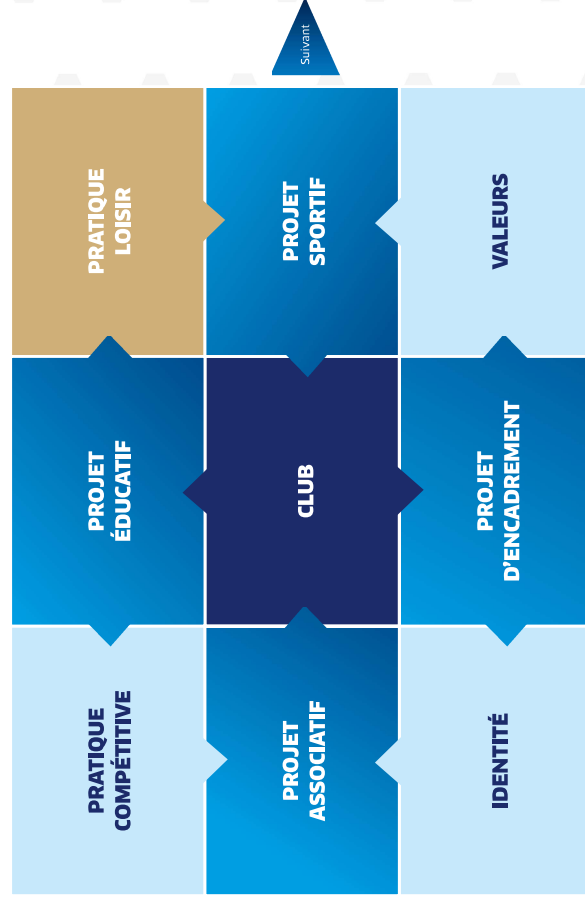 PRATIQUE
COMPÉTITIVE
PROJET
ÉDUCATIF
PRATIQUE
LOISIR
PROJET
ASSOCIATIF
CLUB
PROJET
SPORTIF
Suivant
IDENTITÉ
PROJET
D’ENCADREMENT
VALEURS